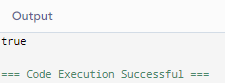 Output
true
=== Code Execution Successful ===